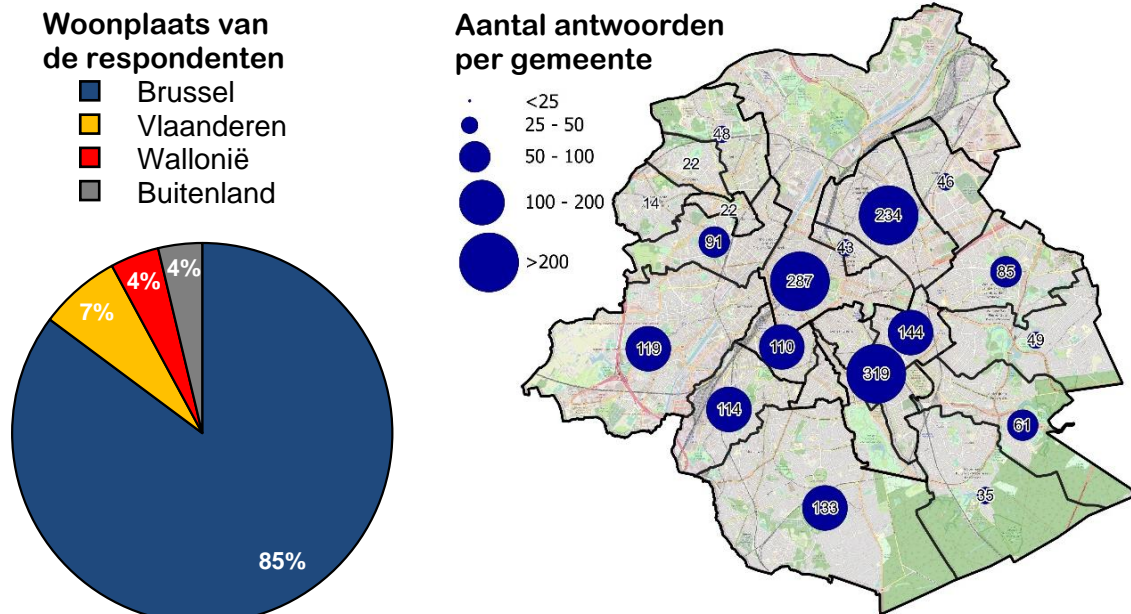 Woonplaats van
de respondenten
Brussel
Vlaanderen
Wallonië
Buitenland
7%
4%
4%
85%
Aantal antwoorden
per gemeente
<25
25 - 50
50 - 100
100 - 200
>200
48
22
46
14
22
234
91
43
85
287
144
49
119
110
319
114
61
35
133